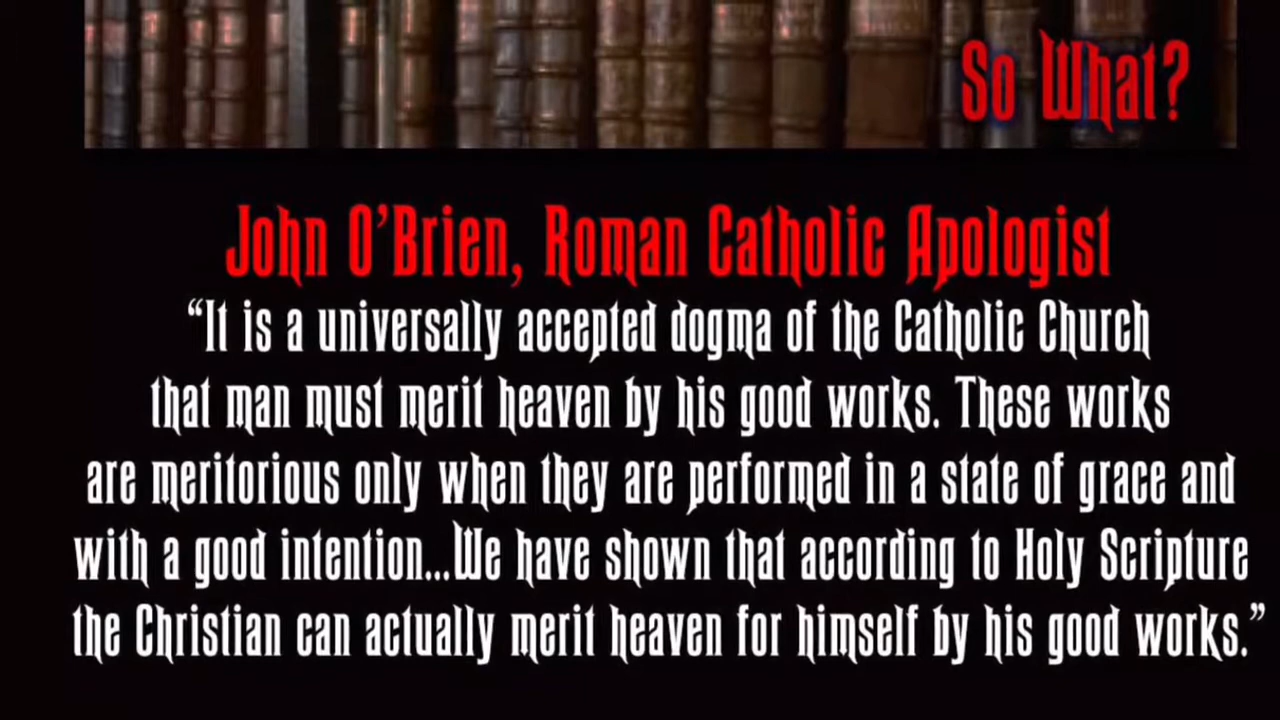 So What?
John O'Brien, Roman Catholic Apologist
“It is a universally accepted dogma of the Catholic Church
that man must merit heaven by his good works. These works
are meritorious only when they are performed in a state of grace and
with a good intention...We have shown that according to Holy Scripture
the Christian can actually merit heaven for himself by his good works.”